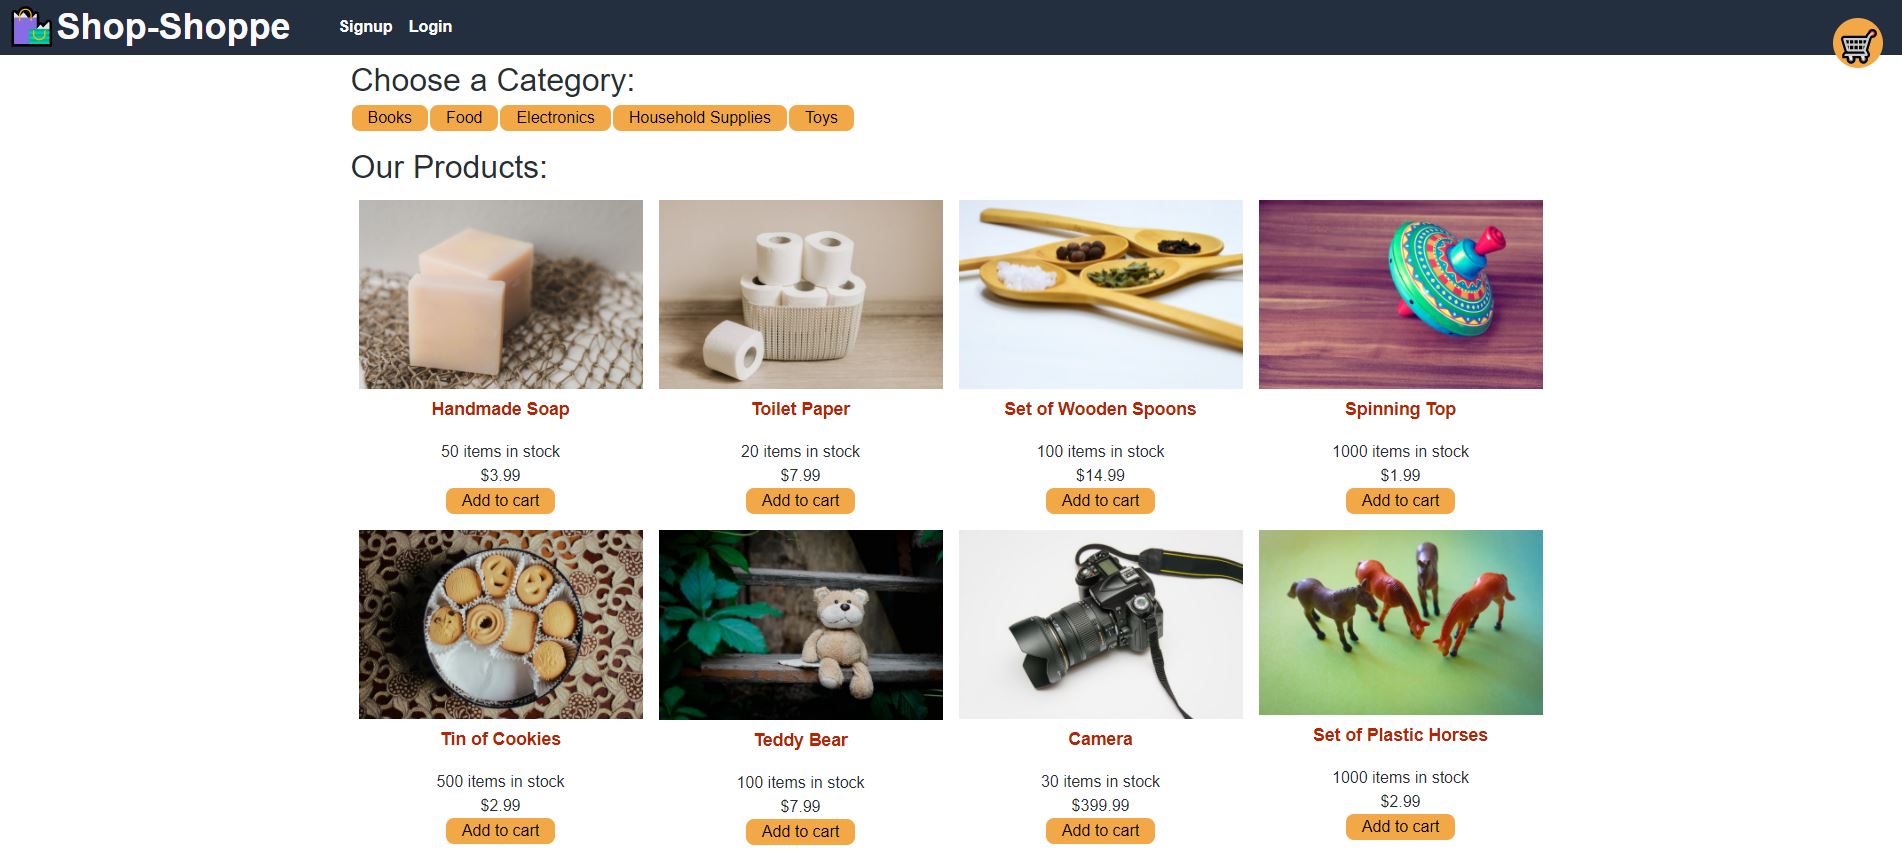 Shop-Shoppe
Signup Login
Choose a Category:
Books Food Electronics Household Supplies Toys
Our Products:
Handmade Soap
50 items in stock
$3.99
Add to cart
Toilet Paper
20 items in stock
$7.99
Add to cart
Set of Wooden Spoons
100 items in stock
$14.99
Add to cart
Spinning Top
1000 items in stock
$1.99
Add to cart
Tin of Cookies
500 items in stock
$2.99
Add to cart
Teddy Bear
100 items in stock
$7.99
Add to cart
Camera
30 items in stock
$399.99
Add to cart
Set of Plastic Horses
1000 items in stock
$2.99
Add to cart